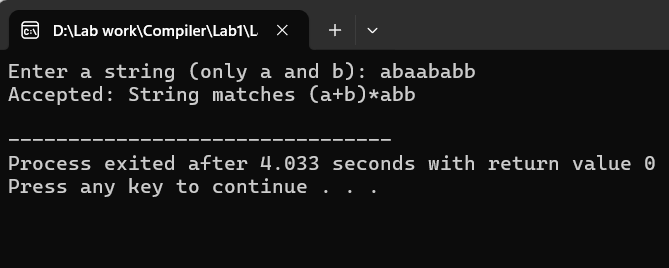 D:\Lab work\Compiler\Lab1\L
Enter a string (only a and b): abaababb
Accepted: String matches (a+b)*abb
--------------------------------
Process exited after 4.033 seconds with return value 0
Press any key to continue . . .